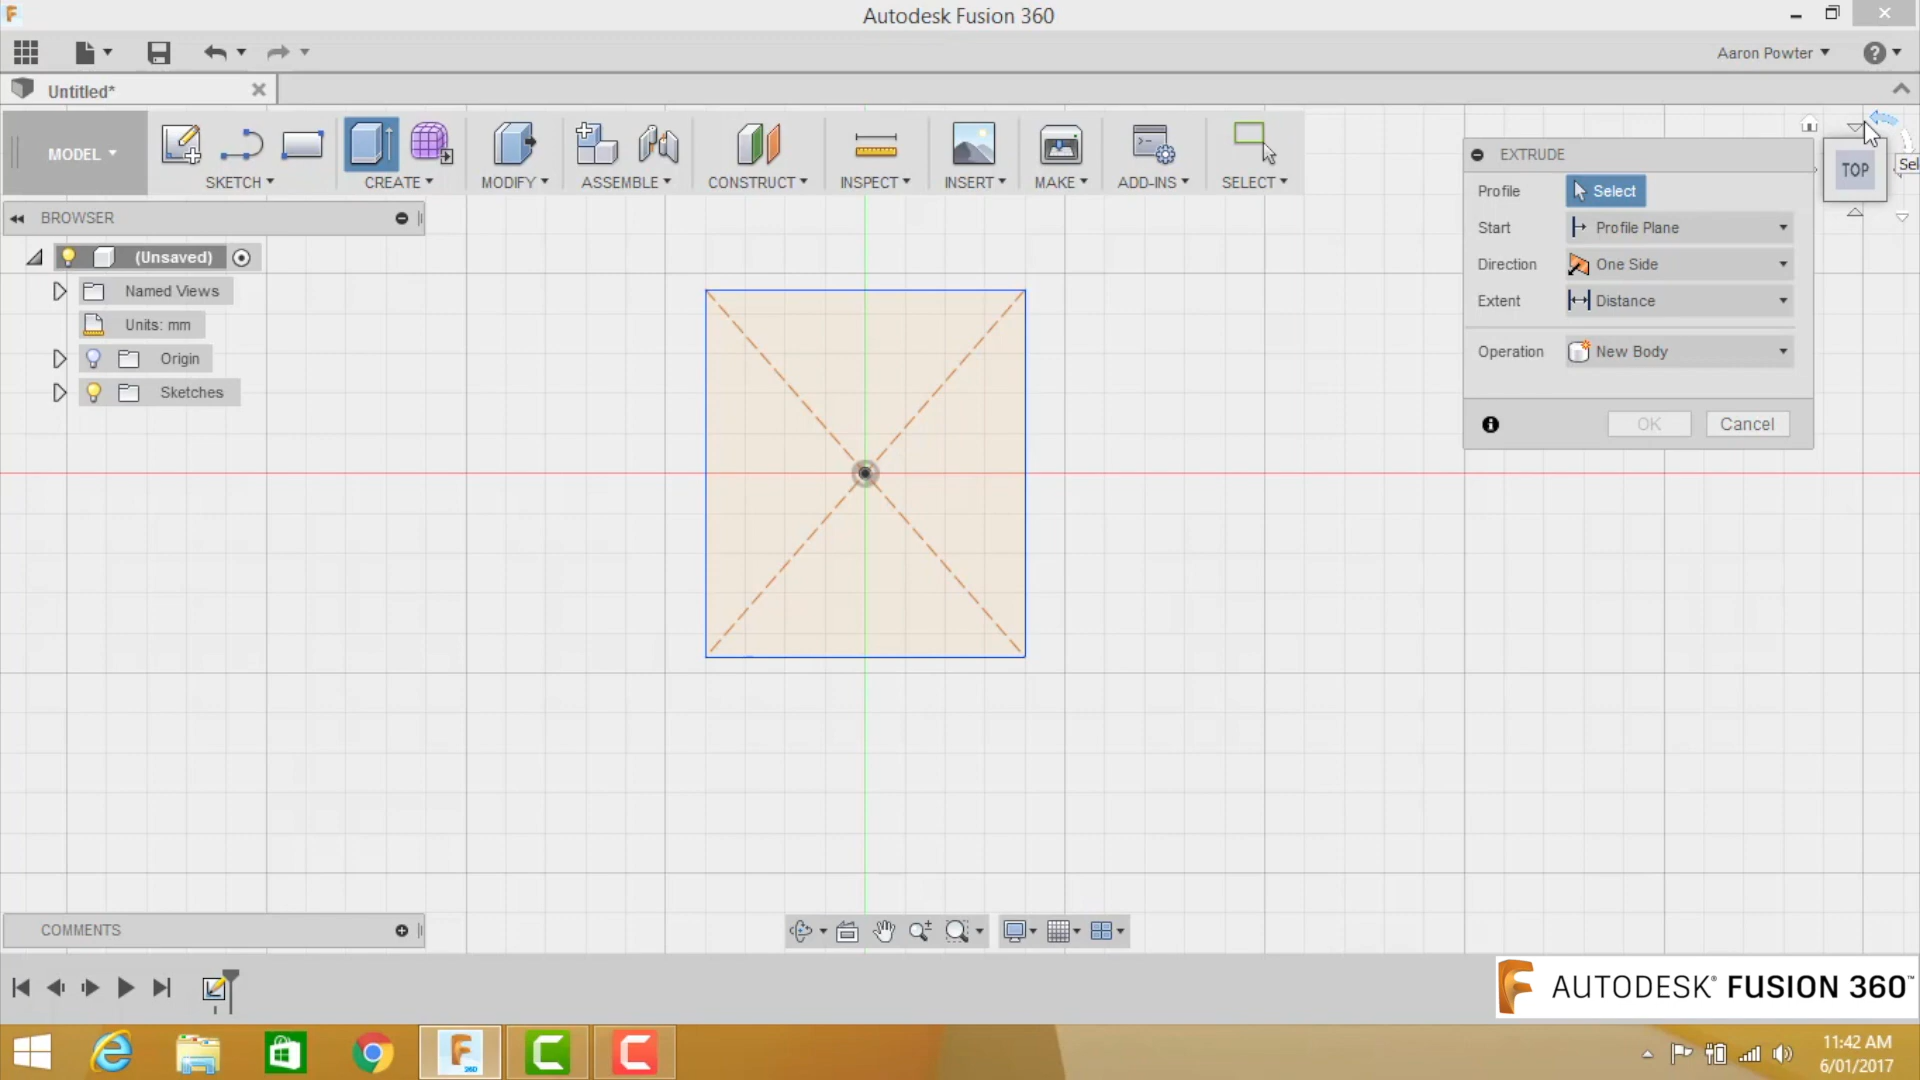 Autodesk Fusion 360
Aaron Powter
Untitled*
MODEL
SKETCH
CREATE
MODIFY
ASSEMBLE
CONSTRUCT
INSPECT
INSERT
MAKE
ADD-INS
SELECT
BROWSER
(Unsaved)
Named Views
Units: mm
Origin
Sketches
EXTRUDE
Profile Select
Start Profile Plane
Direction One Side
Extent Distance
Operation New Body
OK Cancel
TOP
Sel
COMMENTS
AUTODESK® FUSION 360™
11:42 AM
6/01/2017